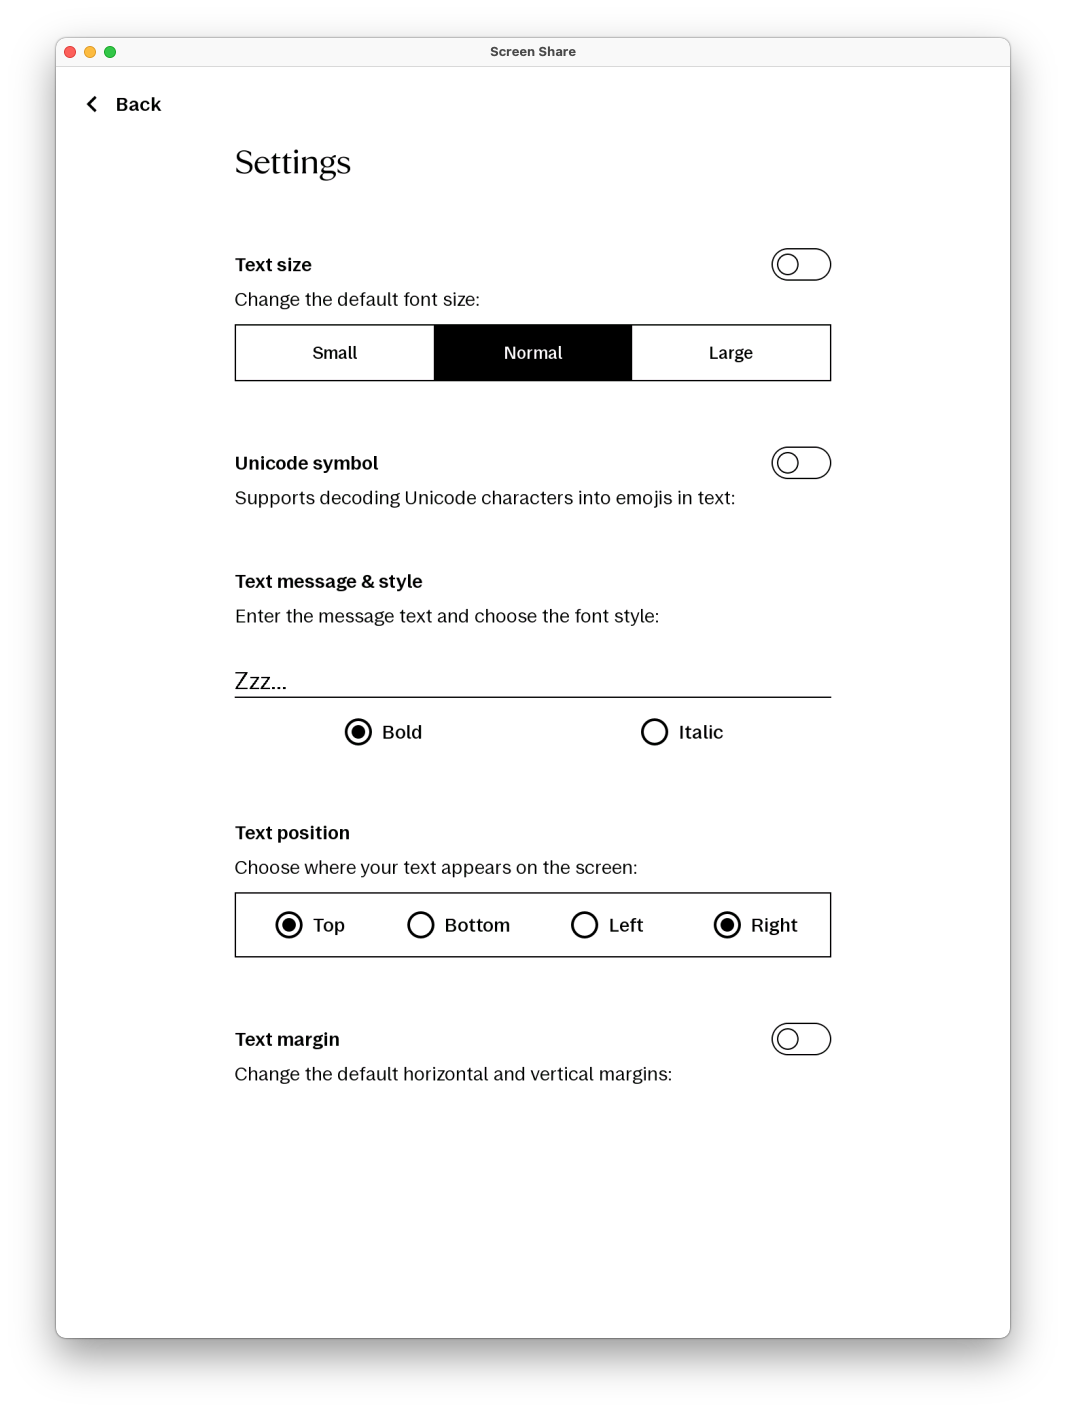 Screen Share
Back
Settings
Text size
Change the default font size:
Small Normal Large
Unicode symbol
Supports decoding Unicode characters into emojis in text:
Text message & style
Enter the message text and choose the font style:
Zzz...
Bold Italic
Text position
Choose where your text appears on the screen:
Top Bottom Left Right
Text margin
Change the default horizontal and vertical margins: